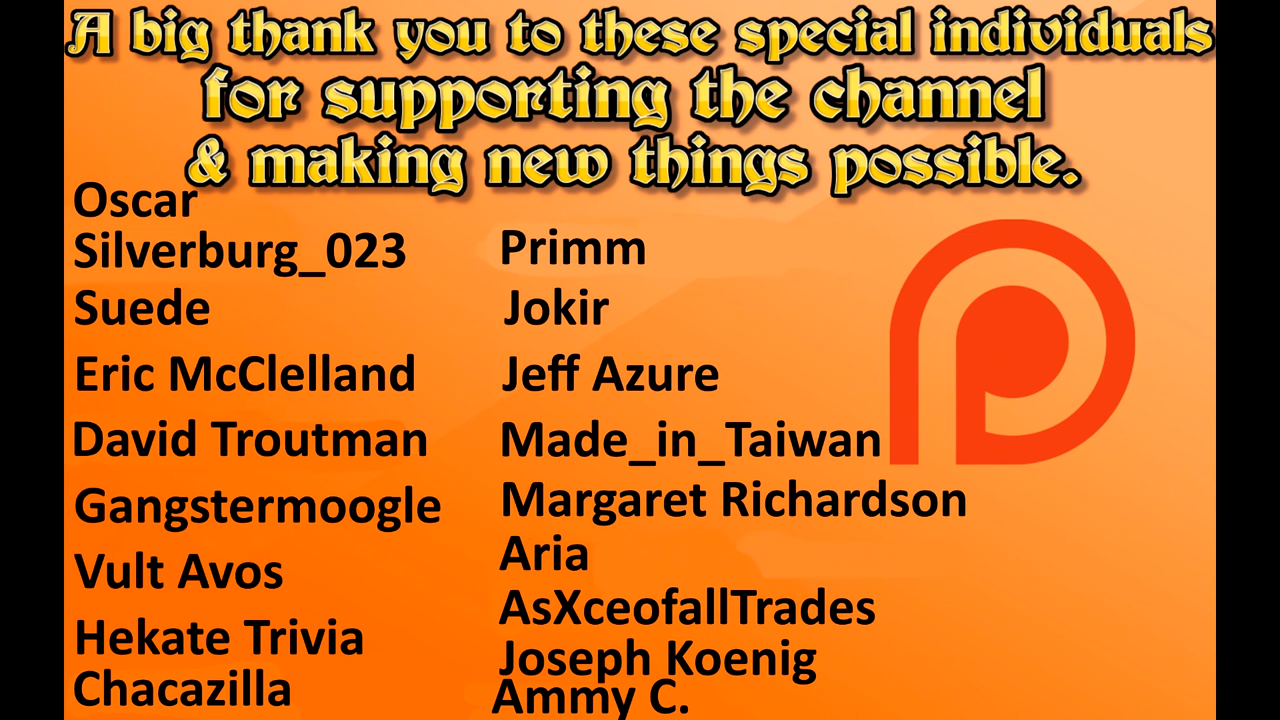 A big thank you to these special individuals
for supporting the channel
& making new things possible.
Oscar
Silverburg_023
Suede
Eric McClelland
David Troutman
Gangstermoogle
Vult Avos
Hekate Trivia
Chacazilla
Primm
Jokir
Jeff Azure
Made_in_Taiwan
Margaret Richardson
Aria
AsXceofallTrades
Joseph Koenig
Ammy C.